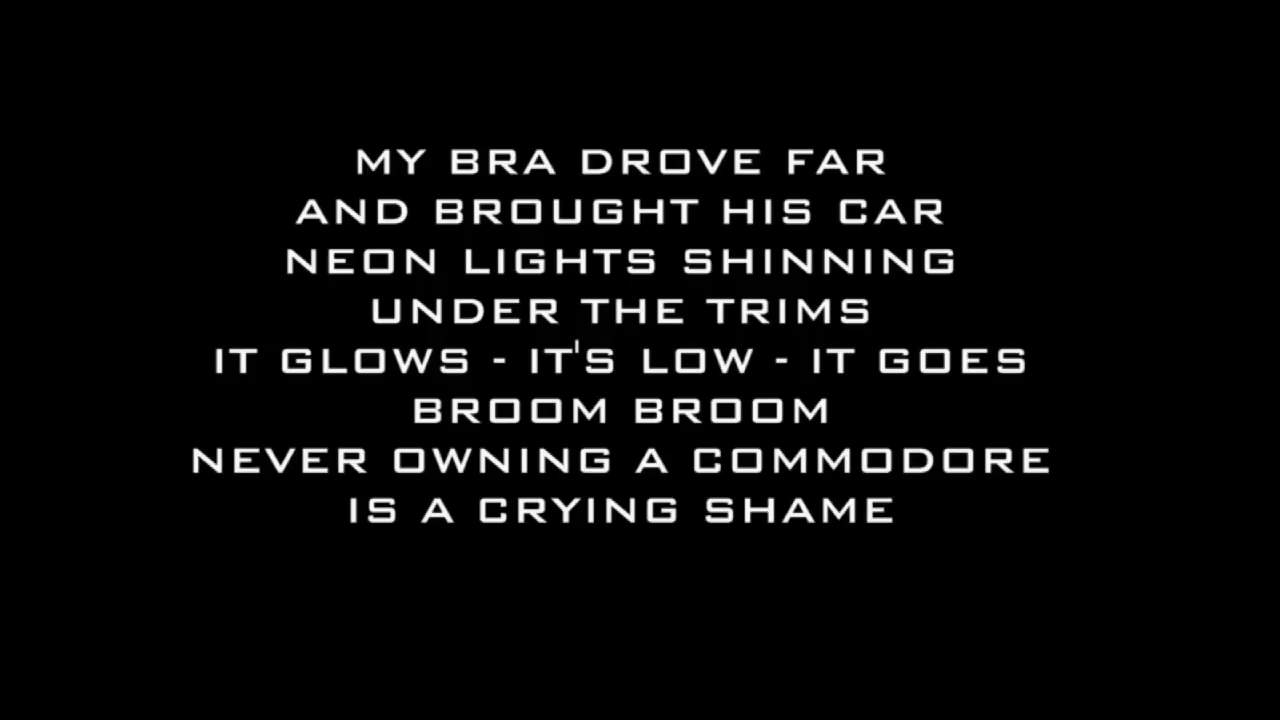 MY BRA DROVE FAR
AND BROUGHT HIS CAR
NEON LIGHTS SHINNING
UNDER THE TRIMS
IT GLOWS - IT'S LOW - IT GOES
BROOM BROOM
NEVER OWNING A COMMODORE
IS A CRYING SHAME